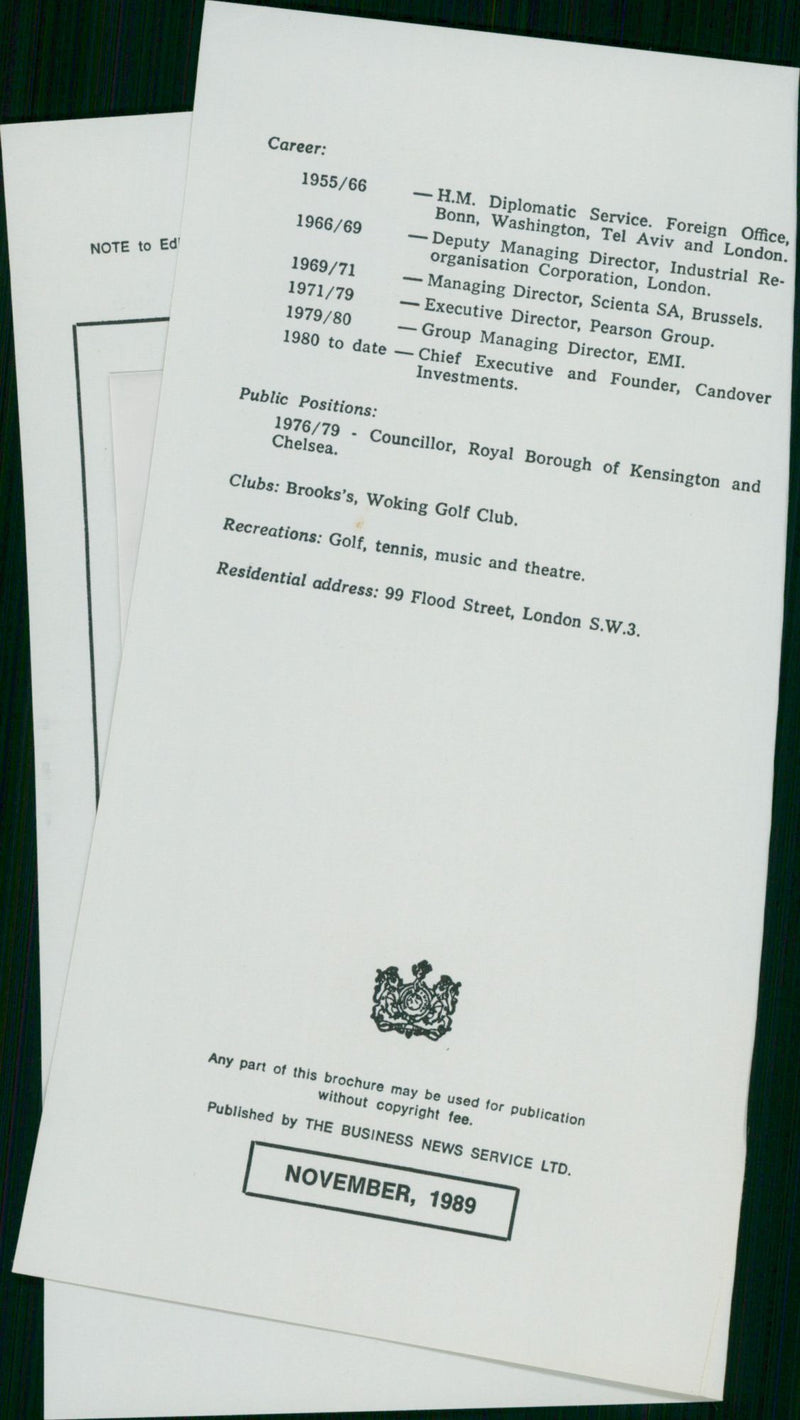 NOTE to Ed
Career:
1955/66 — H.M. Diplomatic Service. Foreign Office,
Bonn, Washington, Tel Aviv and London.
1966/69 — Deputy Managing Director, Industrial Re-
organisation Corporation, London.
1969/71 — Managing Director, Scienta SA, Brussels.
1971/79 — Executive Director, Pearson Group.
1979/80 — Group Managing Director, EMI.
1980 to date — Chief Executive and Founder, Candover
Investments.
Public Positions:
1976/79 - Councillor, Royal Borough of Kensington and
Chelsea.
Clubs: Brooks's, Woking Golf Club.
Recreations: Golf, tennis, music and theatre.
Residential address: 99 Flood Street, London S.W.3.
Any part of this brochure may be used for publication
without copyright fee.
Published by THE BUSINESS NEWS SERVICE LTD.
NOVEMBER, 1989